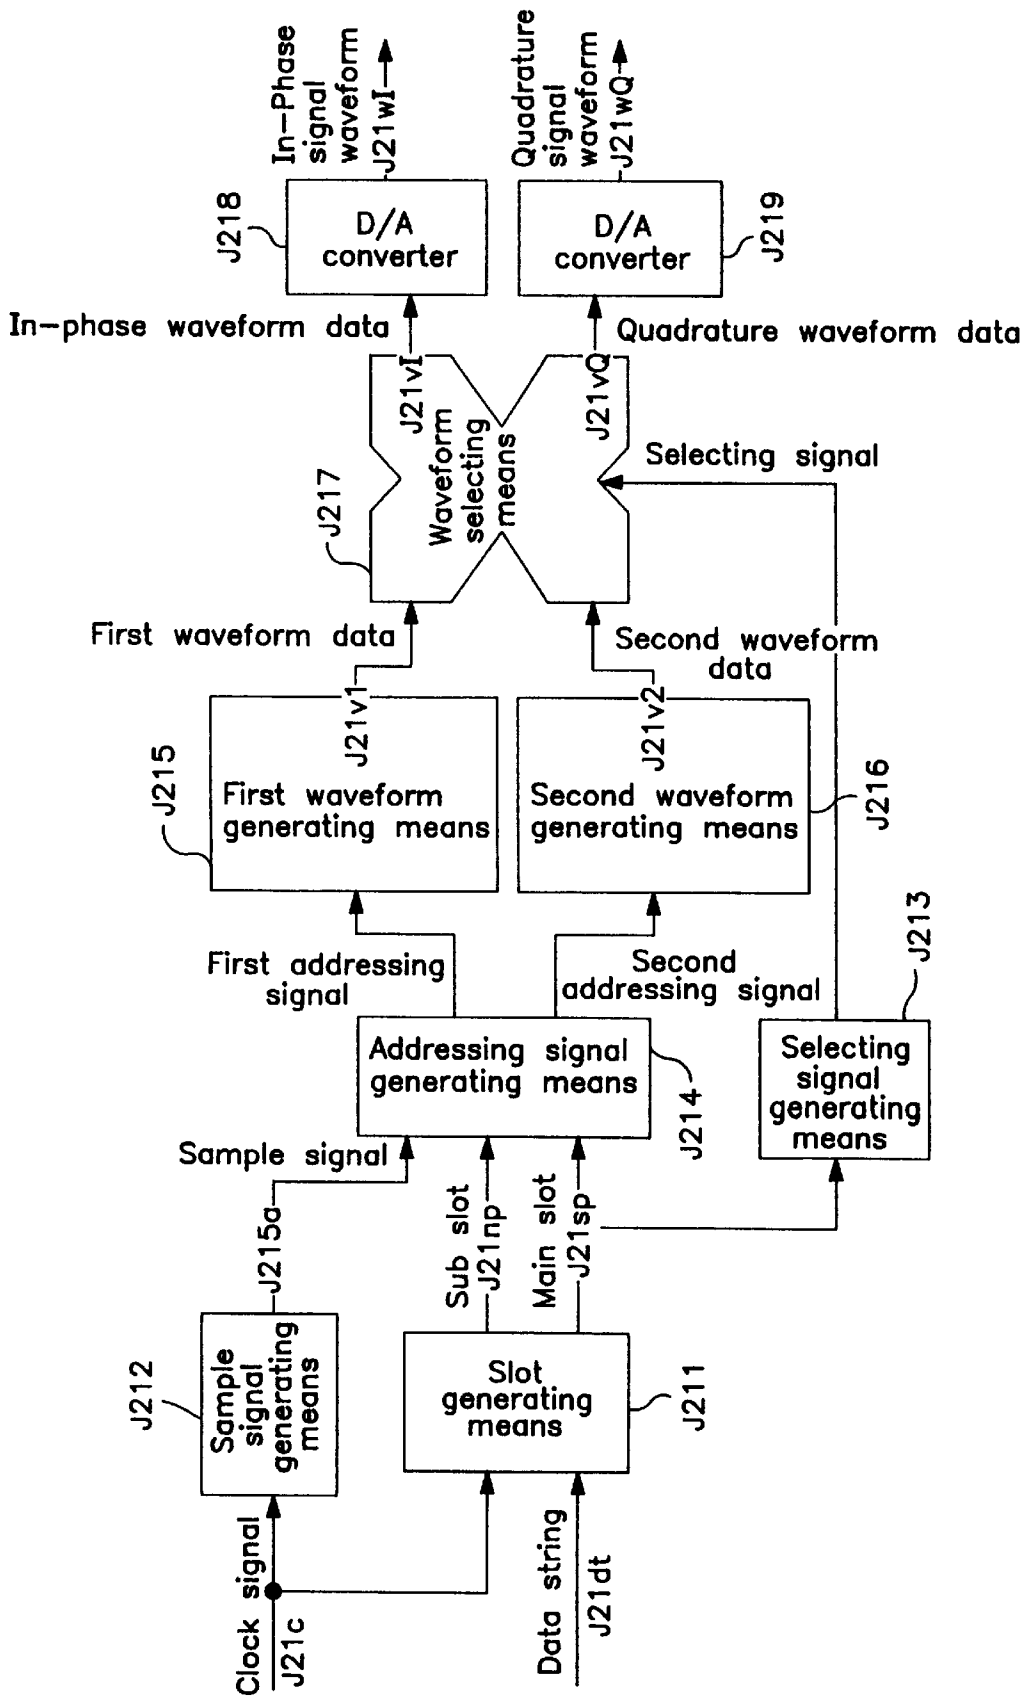 In-Phase
signal
waveform
J21wI
Quadrature
signal
waveform
J21wQ
J218
D/A
converter
D/A
converter
J219
In-phase waveform data
Quadrature waveform data
J21vI
J21vQ
Waveform
selecting
means
J217
Selecting signal
First waveform data
Second waveform
data
J21v1
J21v2
J215
First waveform
generating means
Second waveform
generating means
J216
First addressing
signal
Second
addressing signal
J213
Addressing signal
generating means
J214
Selecting
signal
generating
means
Sample signal
J215a
Sub slot
J21np
Main slot
J21sp
J212
Sample
signal
generating
means
Slot
generating
means
J211
Clock signal
J21c
Data string
J21dt